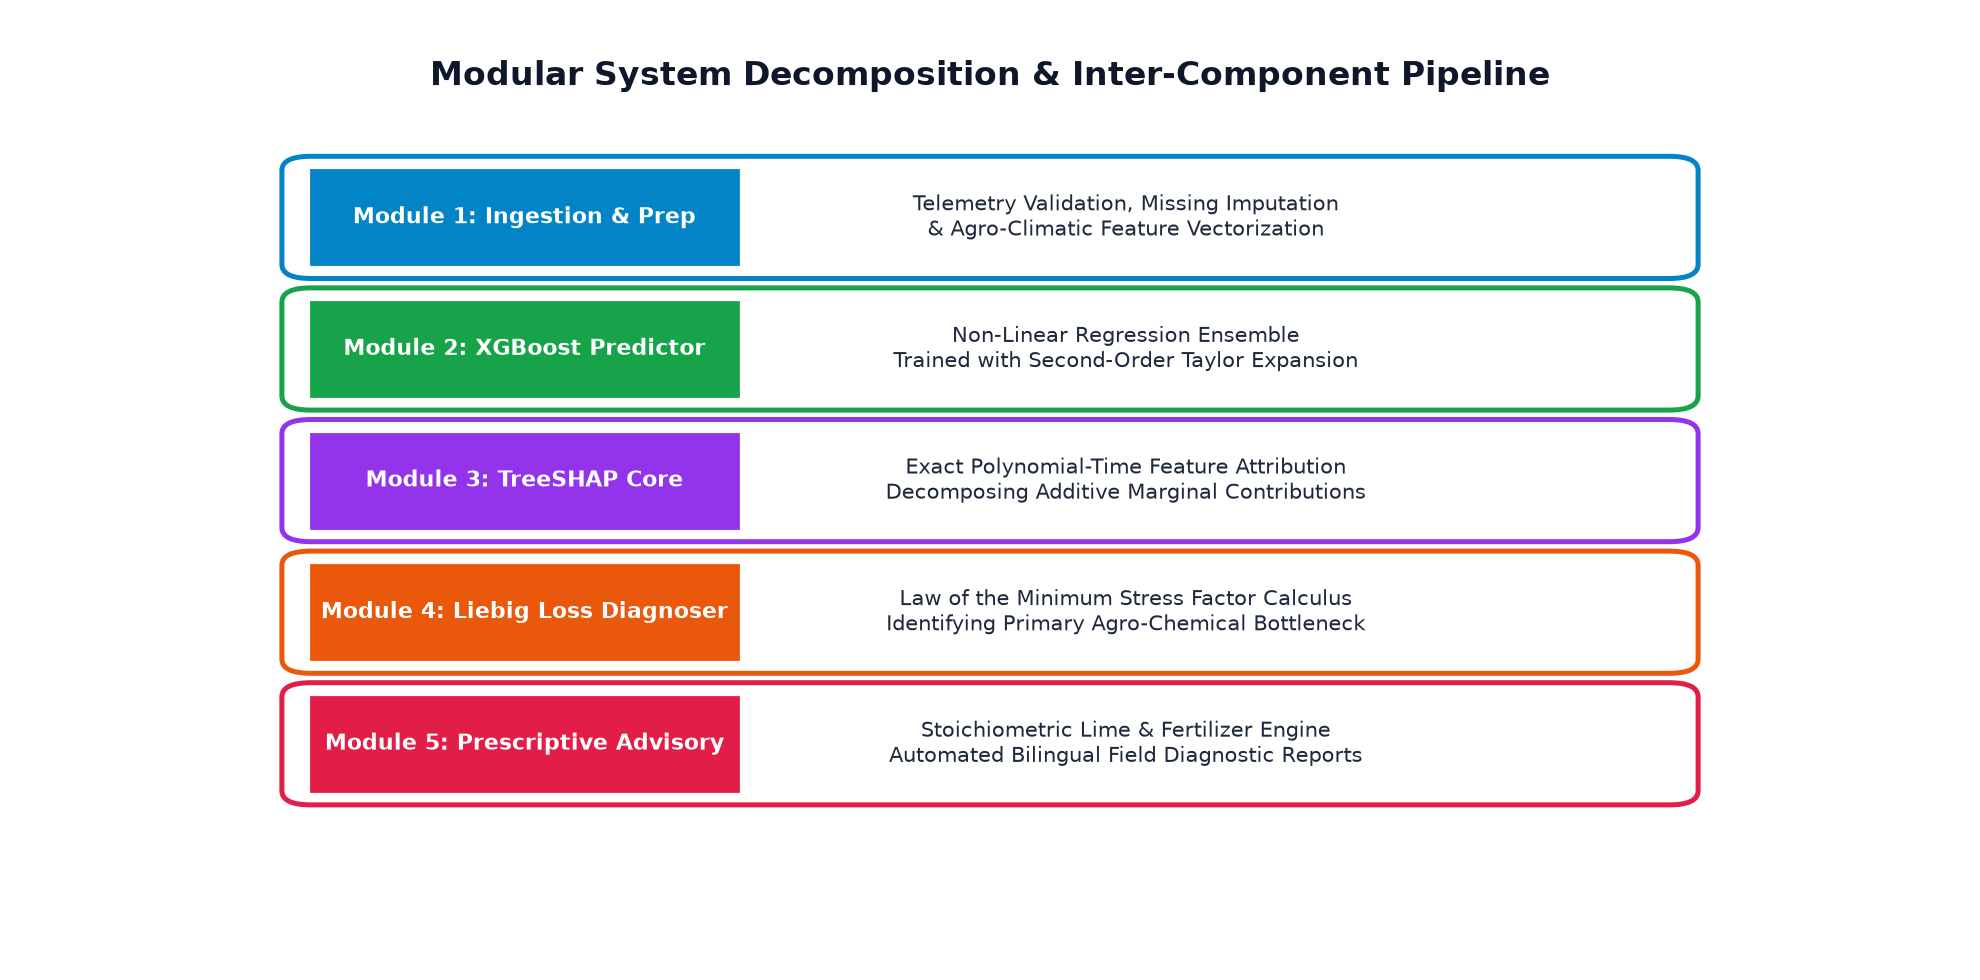 Modular System Decomposition & Inter-Component Pipeline
Module 1: Ingestion & Prep
Telemetry Validation, Missing Imputation
& Agro-Climatic Feature Vectorization
Module 2: XGBoost Predictor
Non-Linear Regression Ensemble
Trained with Second-Order Taylor Expansion
Module 3: TreeSHAP Core
Exact Polynomial-Time Feature Attribution
Decomposing Additive Marginal Contributions
Module 4: Liebig Loss Diagnoser
Law of the Minimum Stress Factor Calculus
Identifying Primary Agro-Chemical Bottleneck
Module 5: Prescriptive Advisory
Stoichiometric Lime & Fertilizer Engine
Automated Bilingual Field Diagnostic Reports